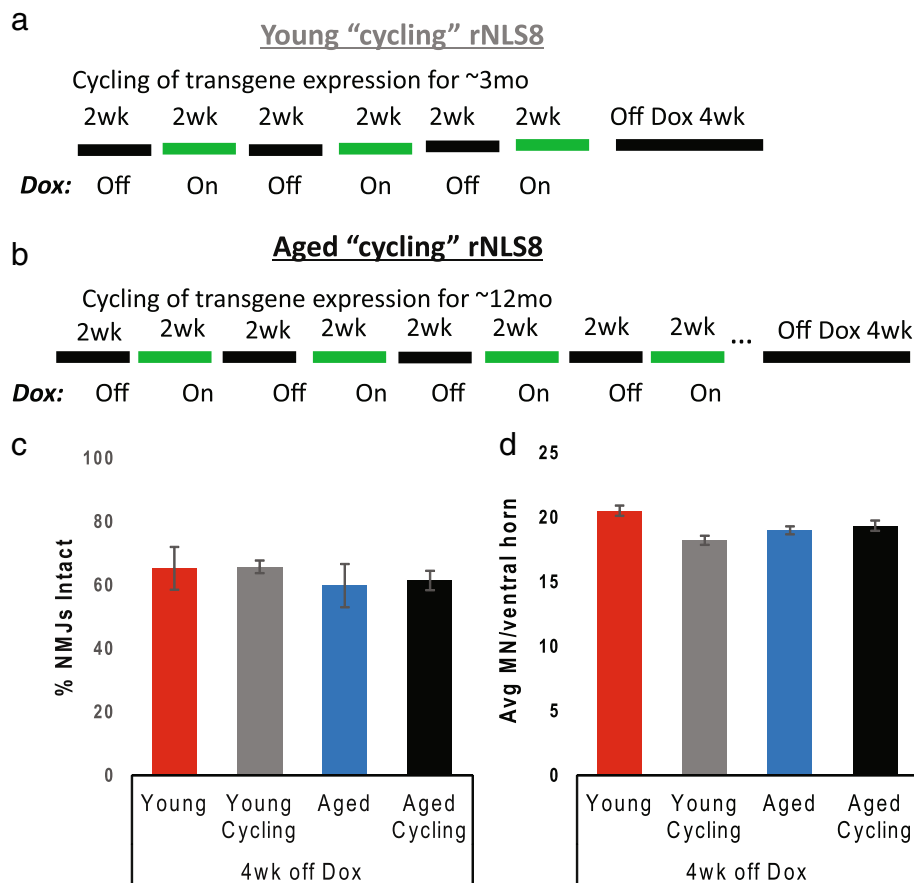 a
Young “cycling” rNLS8
Cycling of transgene expression for ~3mo
2wk 2wk 2wk 2wk 2wk 2wk Off Dox 4wk
Dox: Off On Off On Off On
b
Aged “cycling” rNLS8
Cycling of transgene expression for ~12mo
2wk 2wk 2wk 2wk 2wk 2wk 2wk 2wk ... Off Dox 4wk
Dox: Off On Off On Off On Off On
c
% NMJs Intact
100
80
60
40
20
0
Young Young Cycling Aged Aged Cycling
4wk off Dox
d
Avg MN/ventral horn
25
20
15
10
5
0
Young Young Cycling Aged Aged Cycling
4wk off Dox